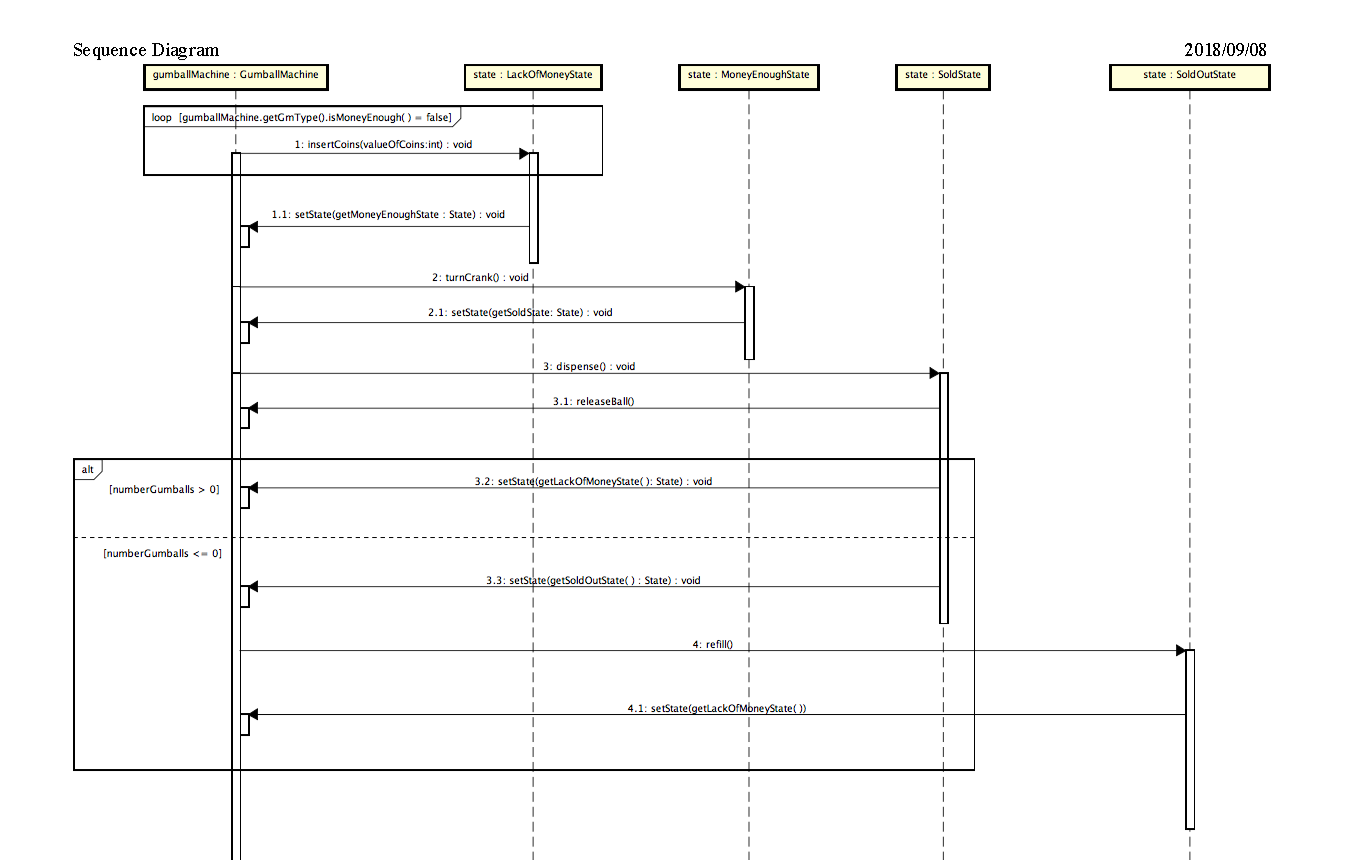 Sequence Diagram
2018/09/08
gumballMachine : GumballMachine
state : LackOfMoneyState
state : MoneyEnoughState
state : SoldState
state : SoldOutState
loop [gumballMachine.getGmType().isMoneyEnough( ) = false]
1: insertCoins(valueOfCoins:int) : void
1.1: setState(getMoneyEnoughState : State) : void
2: turnCrank() : void
2.1: setState(getSoldState: State) : void
3: dispense() : void
3.1: releaseBall()
alt
3.2: setState(getLackOfMoneyState( ): State) : void
[numberGumballs > 0]
[numberGumballs <= 0]
3.3: setState(getSoldOutState( ) : State) : void
4: refill()
4.1: setState(getLackOfMoneyState( ))